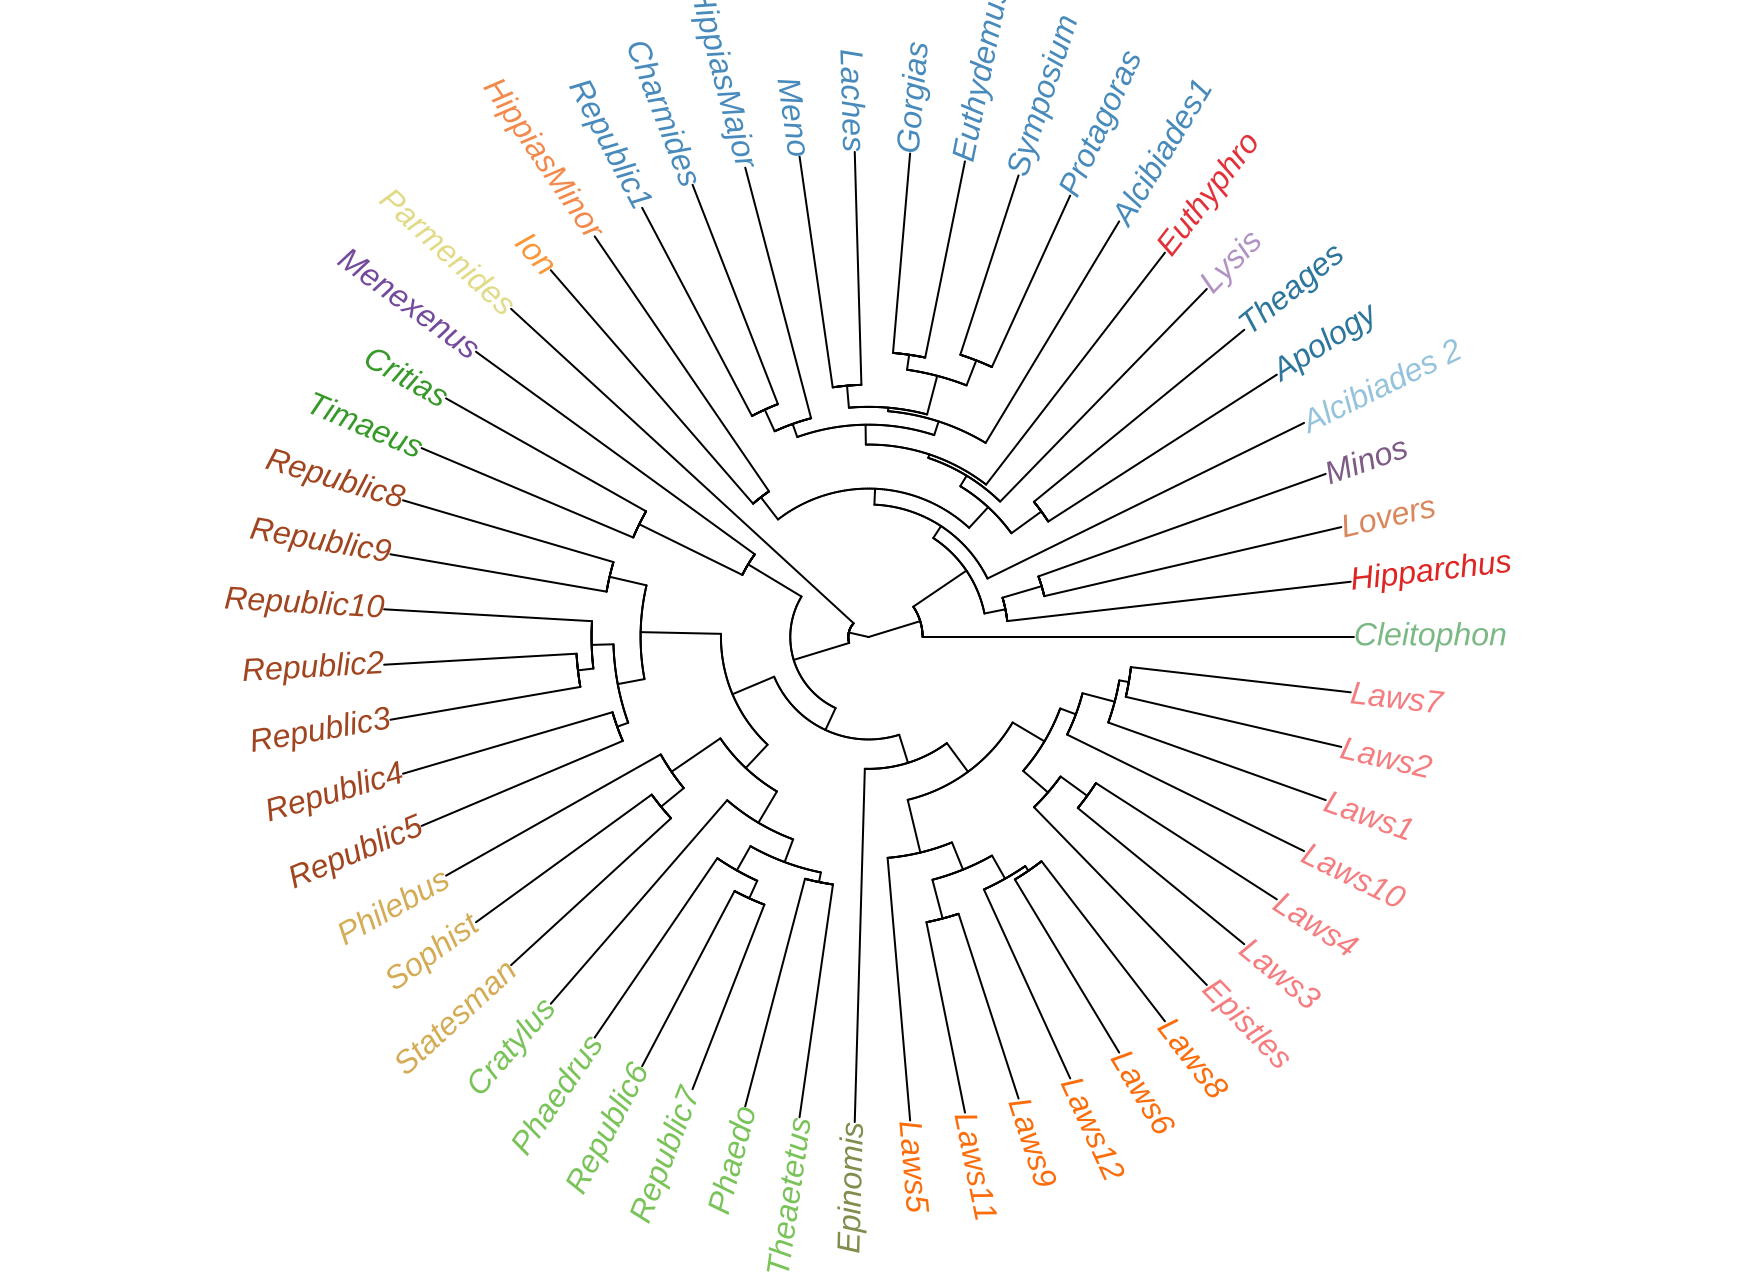 HippiasMajor
Meno
Laches
Gorgias
Euthydemus
Symposium
Protagoras
Alcibiades1
Euthyphro
Lysis
Theages
Apology
Alcibiades 2
Minos
Lovers
Hipparchus
Cleitophon
Laws7
Laws2
Laws1
Laws10
Laws4
Laws3
Epistles
Laws8
Laws6
Laws12
Laws9
Laws11
Laws5
Epinomis
Theaetetus
Phaedo
Republic7
Republic6
Phaedrus
Cratylus
Statesman
Sophist
Philebus
Republic5
Republic4
Republic3
Republic2
Republic10
Republic9
Republic8
Timaeus
Critias
Menexenus
Parmenides
Ion
HippiasMinor
Republic1
Charmides